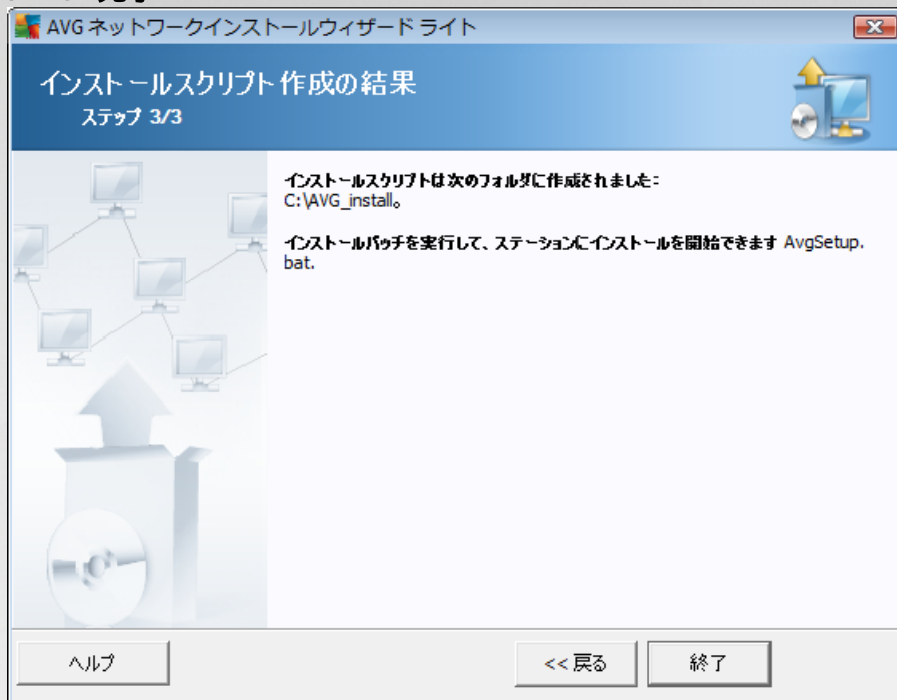 AVG ネットワークインストールウィザード ライト
インストールスクリプト作成の結果
ステップ 3/3
インストールスクリプトは次のフォルダに作成されました:
C:\AVG_install。
インストールバッチを実行して、ステーションにインストールを開始できます AvgSetup.
bat.
ヘルプ
<< 戻る
終了